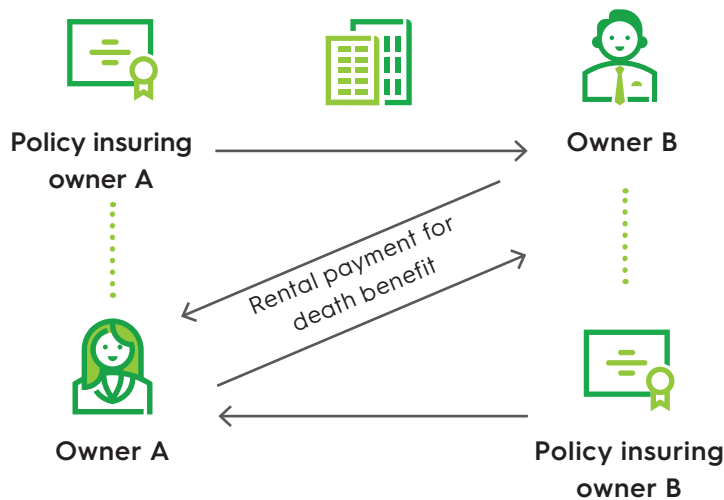 Policy insuring
owner A
Owner B
Rental payment for
death benefit
Owner A
Policy insuring
owner B